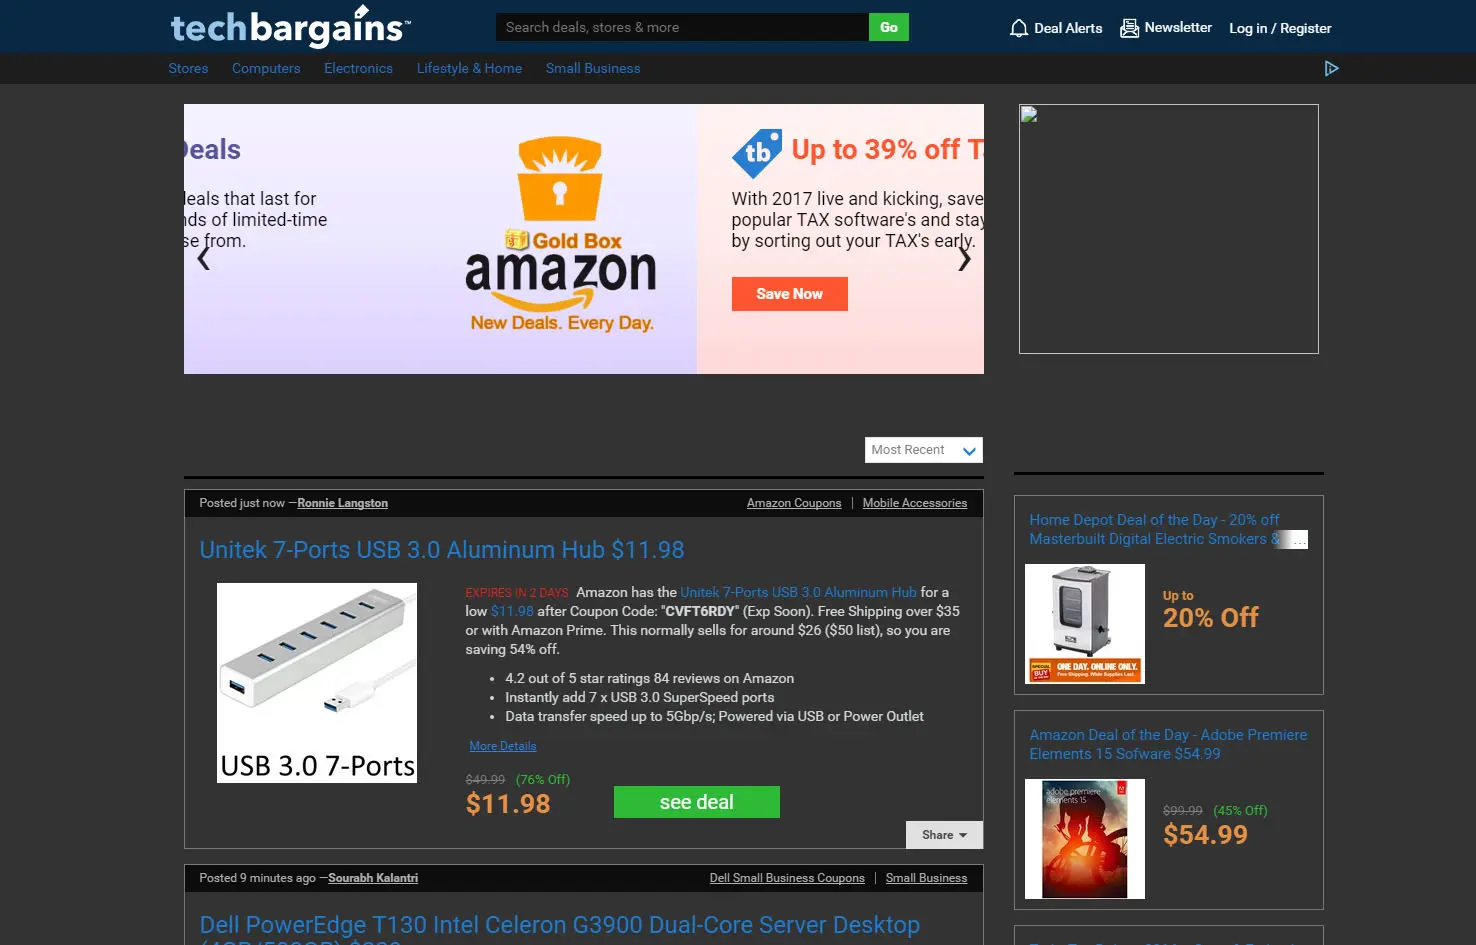 techbargains™
Search deals, stores & more
Go
Deal Alerts
Newsletter
Log in / Register
Stores
Computers
Electronics
Lifestyle & Home
Small Business
Deals
deals that last for
of limited-time
from.
Gold Box
amazon
New Deals. Every Day.
tb
Up to 39% off
With 2017 live and kicking, save
popular TAX software's and stay
by sorting out your TAX's early.
Save Now
Most Recent
Posted just now —Ronnie Langston
Amazon Coupons | Mobile Accessories
Unitek 7-Ports USB 3.0 Aluminum Hub $11.98
USB 3.0 7-Ports
EXPIRES IN 2 DAYS Amazon has the Unitek 7-Ports USB 3.0 Aluminum Hub for a
low $11.98 after Coupon Code: "CVFT6RDY" (Exp Soon). Free Shipping over $35
or with Amazon Prime. This normally sells for around $26 ($50 list), so you are
saving 54% off.
• 4.2 out of 5 star ratings 84 reviews on Amazon
• Instantly add 7 x USB 3.0 SuperSpeed ports
• Data transfer speed up to 5Gbp/s; Powered via USB or Power Outlet
More Details
$49.99 (76% Off)
$11.98
see deal
Share
Posted 9 minutes ago —Sourabh Kalantri
Dell Small Business Coupons | Small Business
Dell PowerEdge T130 Intel Celeron G3900 Dual-Core Server Desktop
Home Depot Deal of the Day - 20% off
Masterbuilt Digital Electric Smokers & ...
SPECIAL BUY
ONE DAY. ONLINE ONLY.
Free Shipping. While Supplies Last.
Up to
20% Off
Amazon Deal of the Day - Adobe Premiere
Elements 15 Sofware $54.99
adobe premiere
elements 15
$99.99 (45% Off)
$54.99